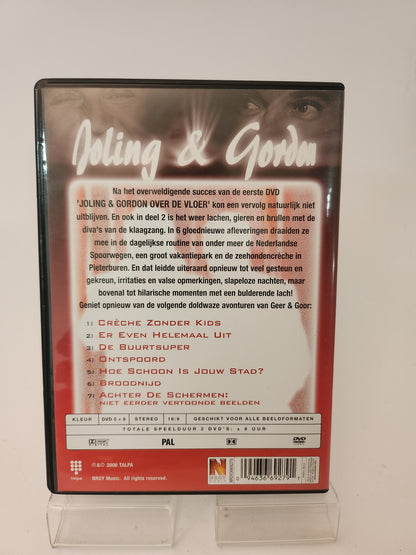 Joling & Gordon
Na het overweldigende succes van de eerste DVD
'JOLING & GORDON OVER DE VLOER' kon een vervolg natuurlijk niet
uitblijven. En ook in deel 2 is het weer lachen, gieren en brullen met de
diva's van de klaagzang. In 6 gloednieuwe afleveringen draaiden ze
mee in de dagelijkse routine van onder meer de Nederlandse
Spoorwegen, een groot vakantiepark en de zeehondencrèche in
Pieterburen. En dat leidde uiteraard opnieuw tot veel gesteun en
gekreun, irritaties en valse opmerkingen, slapeloze nachten, maar
bovenal tot hilarische momenten met een bulderende lach!
Geniet opnieuw van de volgende doldwaze avonturen van Geer & Goor:
1) Crèche Zonder Kids
2) Er Even Helemaal Uit
3) De Buurtsuper
4) Ontspoord
5) Hoe Schoon Is Jouw Stad?
6) Broodnijd
7) Achter De Schermen:
niet eerder vertoonde beelden
KLEUR DVD 5 + 9 STEREO 16:9 GESCHIKT VOOR ALLE BEELDFORMATEN
TOTALE SPEELDUUR 2 DVD'S: ± 6 UUR
PAL
DVD
talpa
℗&© 2006 TALPA
NRGY Music. All rights reserved.
N
94636 69279